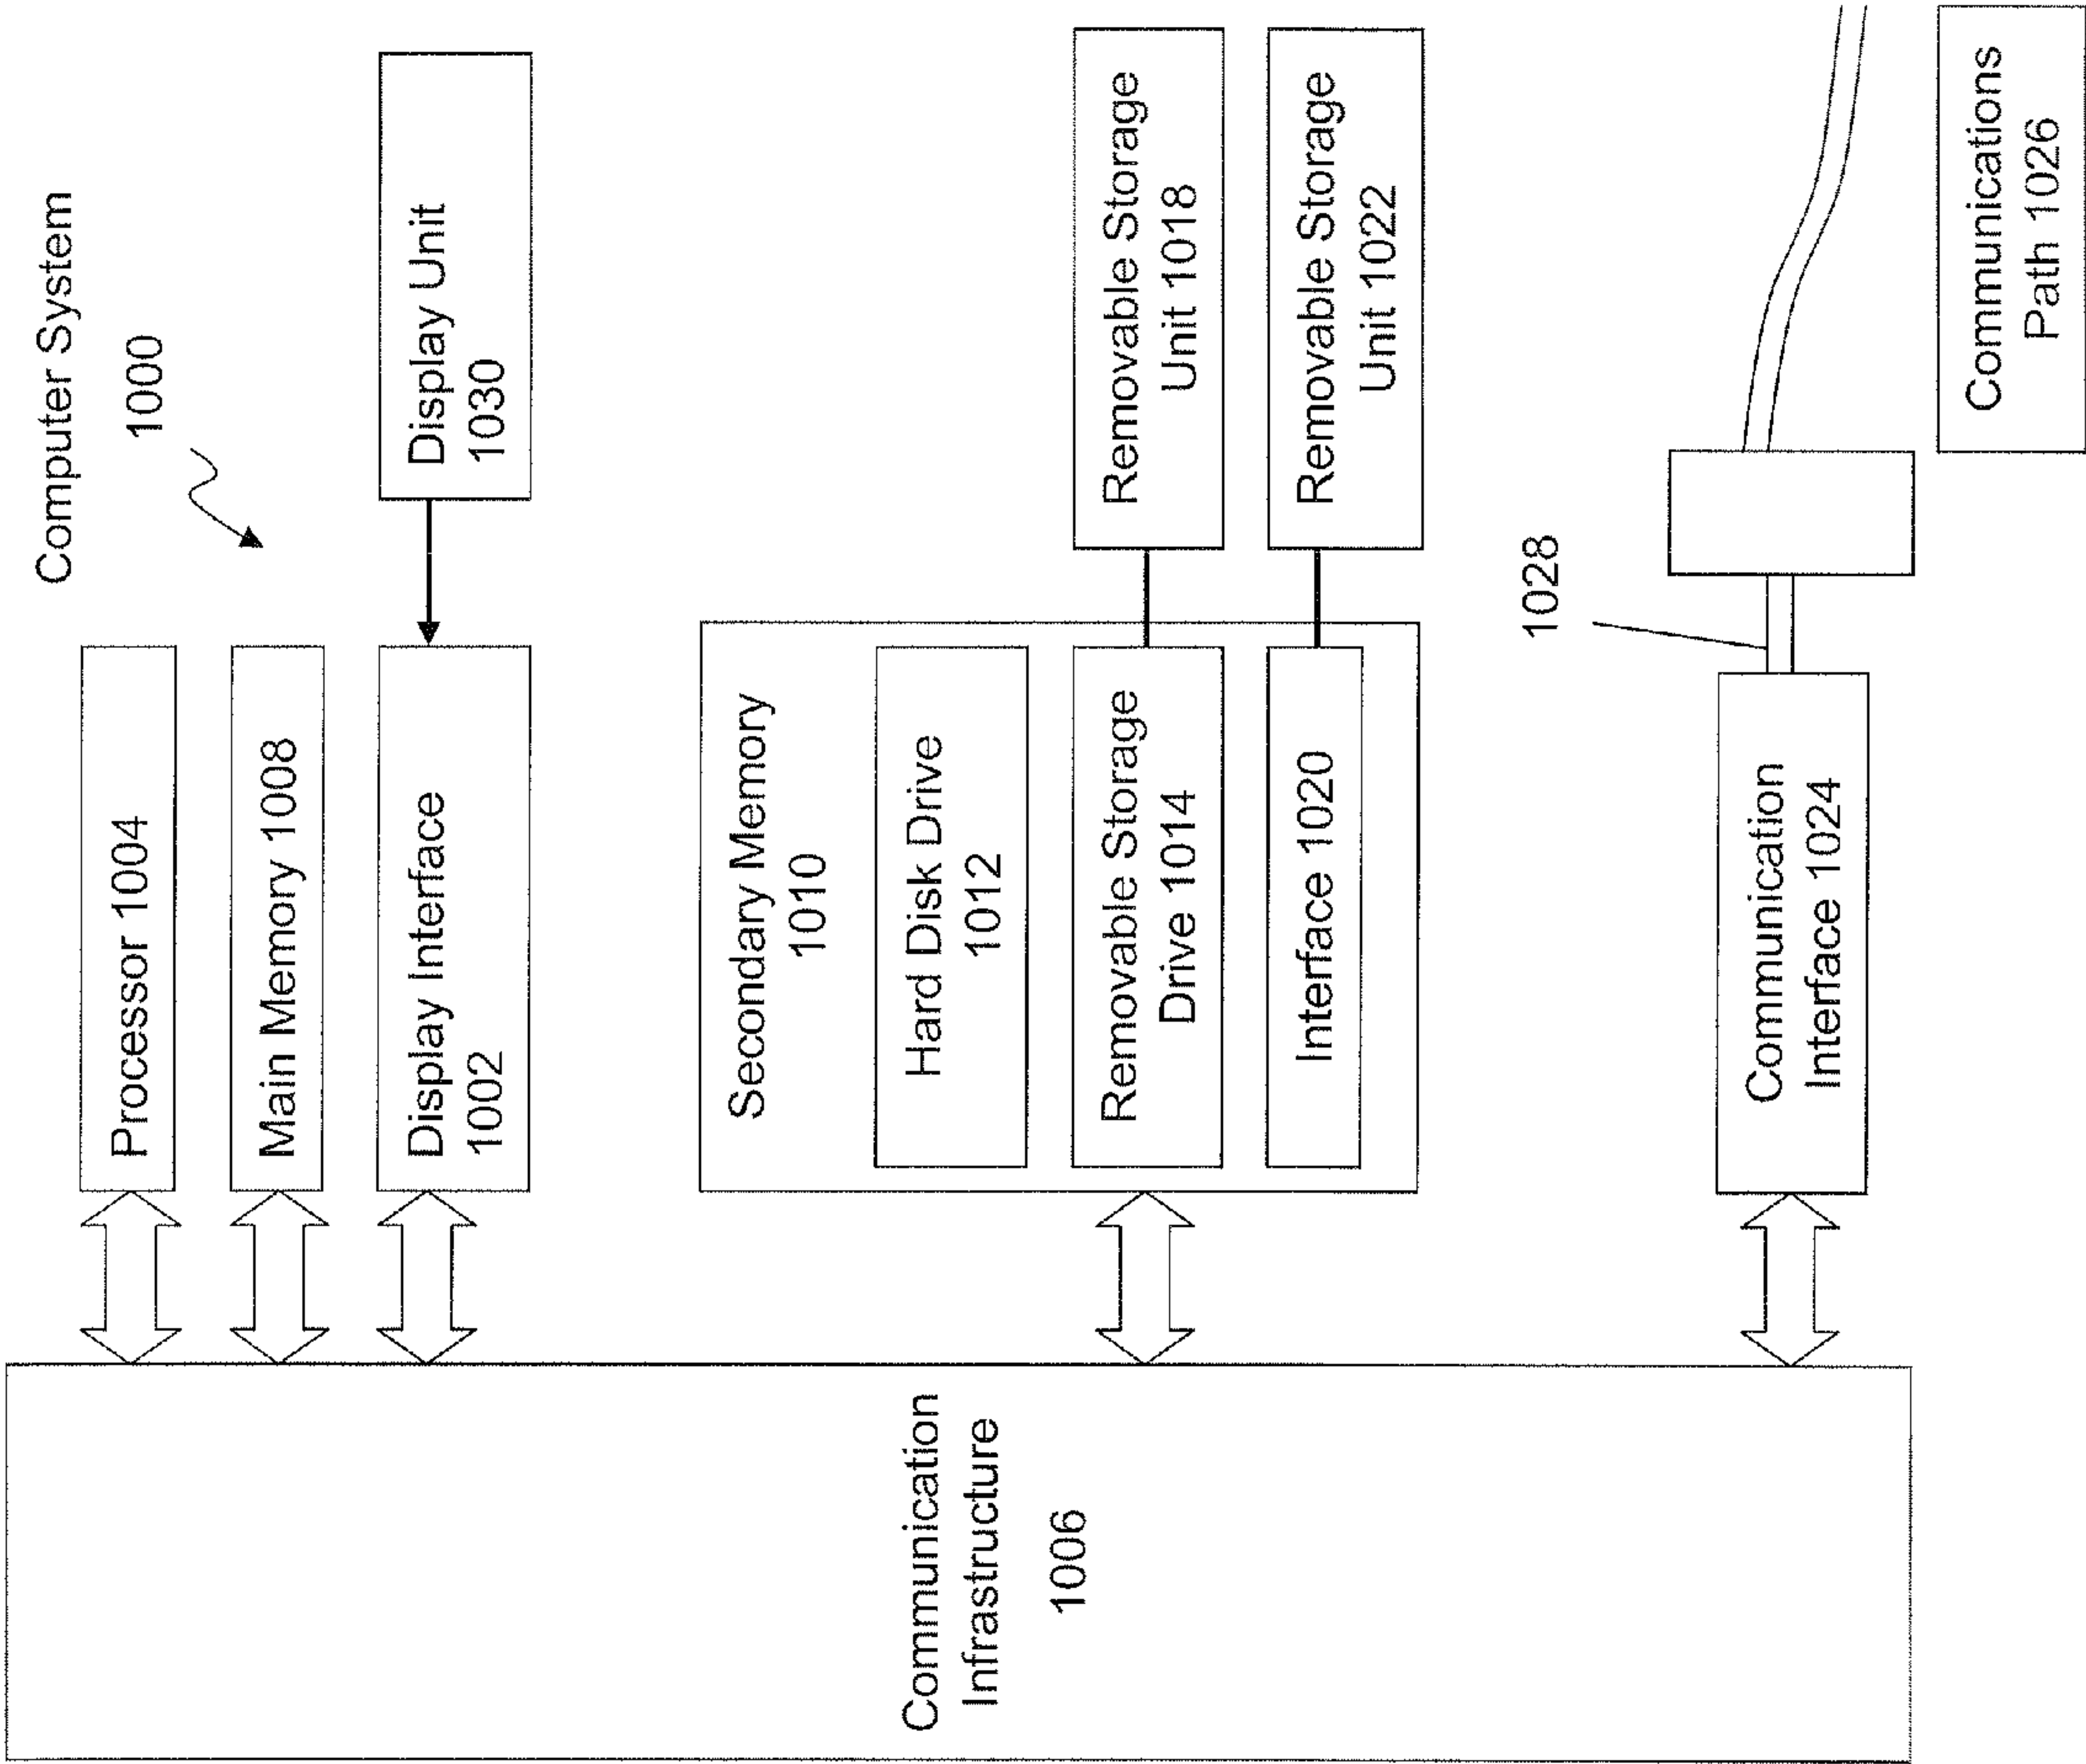 Computer System
1000
Processor 1004
Main Memory 1008
Display Interface
1002
Display Unit
1030
Secondary Memory
1010
Hard Disk Drive
1012
Removable Storage
Drive 1014
Removable Storage
Unit 1018
Interface 1020
Removable Storage
Unit 1022
Communication
Infrastructure
1006
1028
Communication
Interface 1024
Communications
Path 1026